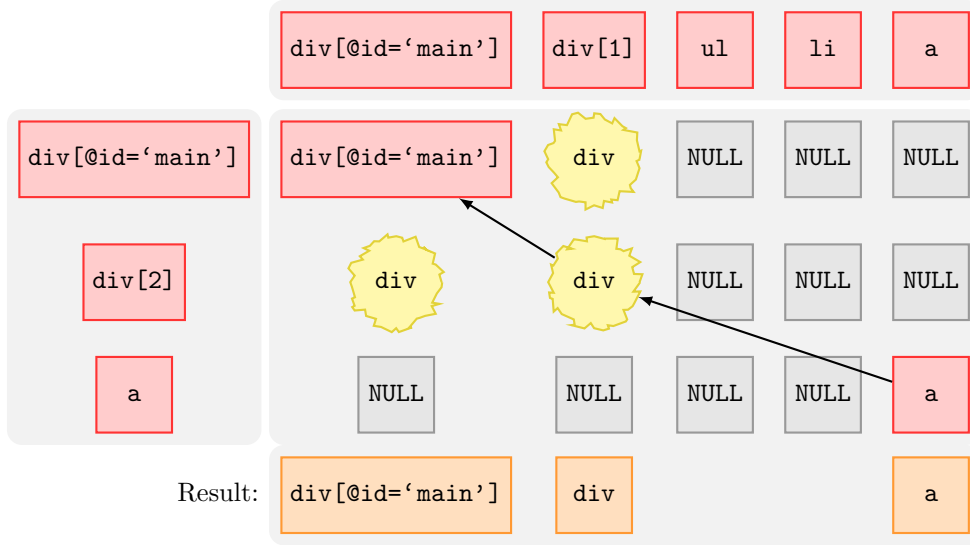 div[@id=‘main’] div[1] ul li a
div[@id=‘main’] div[@id=‘main’] div NULL NULL NULL
div[2] div div NULL NULL NULL
a NULL NULL NULL NULL a
Result: div[@id=‘main’] div a